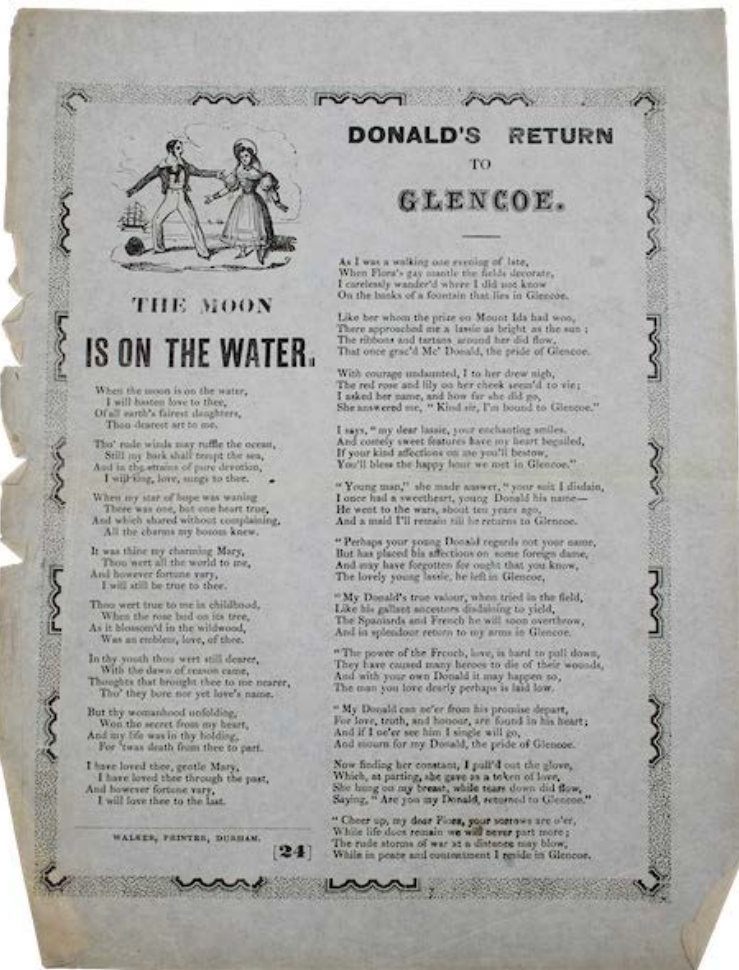 THE MOON
IS ON THE WATER.
When the moon is on the water,
I will hasten love to thee,
Of all earth's fairest daughters,
Thou dearest art to me.
Tho' rude winds may ruffle the ocean,
Still my bark shall tempt the sea,
And in the strains of pure devotion,
I will sing, love, songs to thee.
When my star of hope was waning
There was one, but one heart true,
And which shared without complaining,
All the charms my bosom knew.
It was thine my charming Mary,
Thou wert all the world to me,
And however fortune vary,
I will still be true to thee.
Thou wert true to me in childhood,
When the rose bud on its tree,
As it blossom'd in the wildwood,
Was an emblem, love, of thee.
In thy youth thou wert still dearer,
With the dawn of reason came,
Thoughts that brought thee to me nearer,
Tho' they bore nor yet love's name.
But thy womanhood unfolding,
Won the secret from my heart,
And my life was in thy holding,
For 'twas death from thee to part.
I have loved thee, gentle Mary,
I have loved thee through the past,
And however fortune vary,
I will love thee to the last.
WALKER, PRINTER, DURHAM.
[24]
DONALD'S RETURN
TO
GLENCOE.
As I was a walking one evening of late,
When Flora's gay mantle the fields decorate,
I carelessly wander'd where I did not know
On the banks of a fountain that lies in Glencoe.
Like her whom the prize on Mount Ida had won,
There approached me a lassie as bright as the sun ;
The ribbons and tartans around her did flow,
That once grac'd Mc' Donald, the pride of Glencoe.
With courage undaunted, I to her drew nigh,
The red rose and lily on her cheek seem'd to vie;
I asked her name, and how far she did go,
She answered me, " Kind sir, I'm bound to Glencoe."
I says, " my dear lassie, your enchanting smiles.
And comely sweet features have my heart beguiled,
If your kind affections on me you'll bestow,
You'll bless the happy hour we met in Glencoe."
" Young man," she made answer, " your suit I disdain,
I once had a sweetheart, young Donald his name—
He went to the wars, about ten years ago,
And a maid I'll remain till he returns to Glencoe.
" Perhaps your young Donald regards not your name,
But has placed his affections on some foreign dame,
And may have forgotten for ought that you know,
The lovely young lassie, he left in Glencoe,
" My Donald's true valour, when tried in the field,
Like his gallant ancestors disdaining to yield,
The Spaniards and French he will soon overthrow,
And in splendour return to my arms in Glencoe.
" The power of the French, love, is hard to pull down,
They have caused many heroes to die of their wounds,
And with your own Donald it may happen so,
The man you love dearly perhaps is laid low.
" My Donald can ne'er from his promise depart,
For love, truth, and honour, are found in his heart;
And if I ne'er see him I single will go,
And mourn for my Donald, the pride of Glencoe.
Now finding her constant, I pull'd out the glove,
Which, at parting, she gave as a token of love,
She hung on my breast, while tears down did flow,
Saying, " Are you my Donald, returned to Glencoe."
" Cheer up, my dear Flora, your sorrows are o'er,
While life does remain we will never part more ;
The rude storms of war at a distance may blow,
While in peace and contentment I reside in Glencoe.